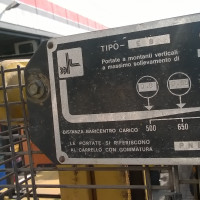 TIPO-
Portate a montanti verticali
a massimo sollevamento di
DISTANZA BARICENTRO CARICO
500 650
LE PORTATE SI RIFERISCONO
AL CARRELLO CON GOMMATURA